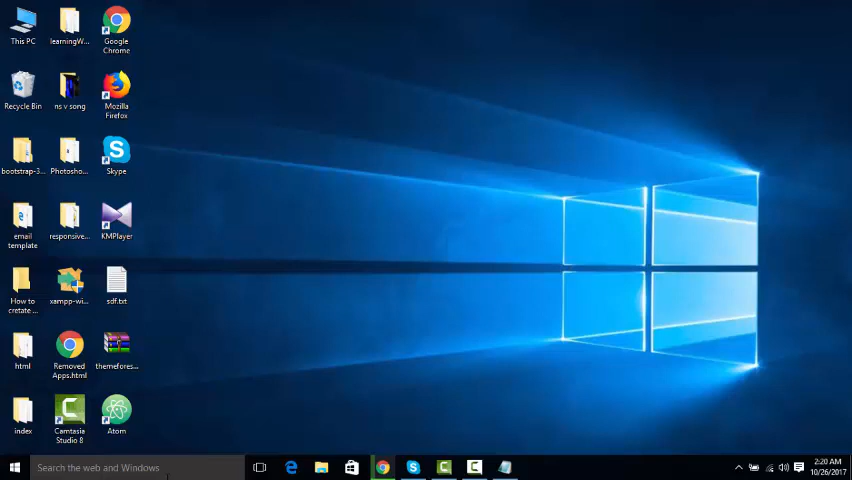 This PC
learningW...
Google
Chrome
Recycle Bin
ns v song
Mozilla
Firefox
bootstrap-3...
Photosho...
Skype
email
template
responsive...
KMPlayer
How to
cretate ...
xampp-wi...
sdf.txt
html
Removed
Apps.html
themefores...
index
Camtasia
Studio 8
Atom
Search the web and Windows
2:20 AM
10/26/2017